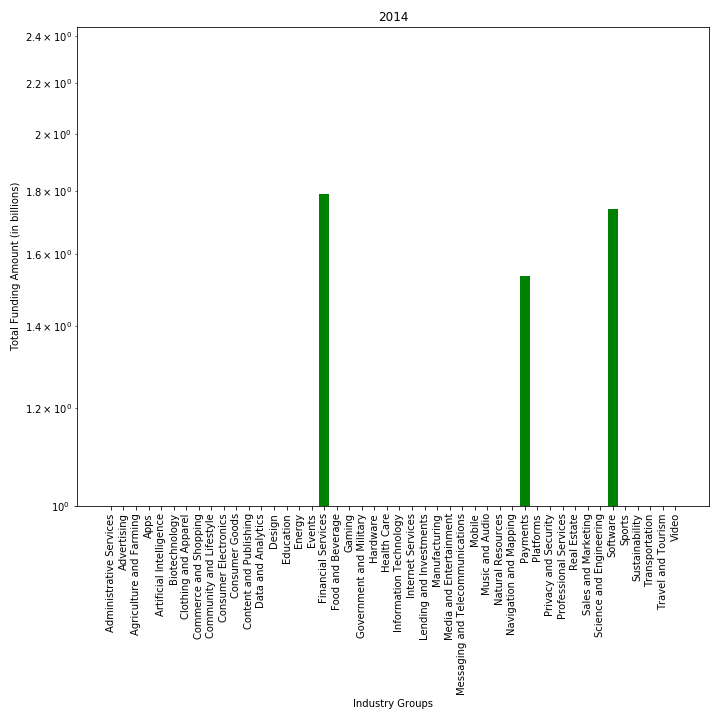 2014
2.4 × 10⁰
2.2 × 10⁰
2 × 10⁰
1.8 × 10⁰
1.6 × 10⁰
1.4 × 10⁰
1.2 × 10⁰
10⁰
Total Funding Amount (in billions)
Administrative Services
Advertising
Agriculture and Farming
Apps
Artificial Intelligence
Biotechnology
Clothing and Apparel
Commerce and Shopping
Community and Lifestyle
Consumer Electronics
Consumer Goods
Content and Publishing
Data and Analytics
Design
Education
Energy
Events
Financial Services
Food and Beverage
Gaming
Government and Military
Hardware
Health Care
Information Technology
Internet Services
Lending and Investments
Manufacturing
Media and Entertainment
Messaging and Telecommunications
Mobile
Music and Audio
Natural Resources
Navigation and Mapping
Payments
Platforms
Privacy and Security
Professional Services
Real Estate
Sales and Marketing
Science and Engineering
Software
Sports
Sustainability
Transportation
Travel and Tourism
Video
Industry Groups